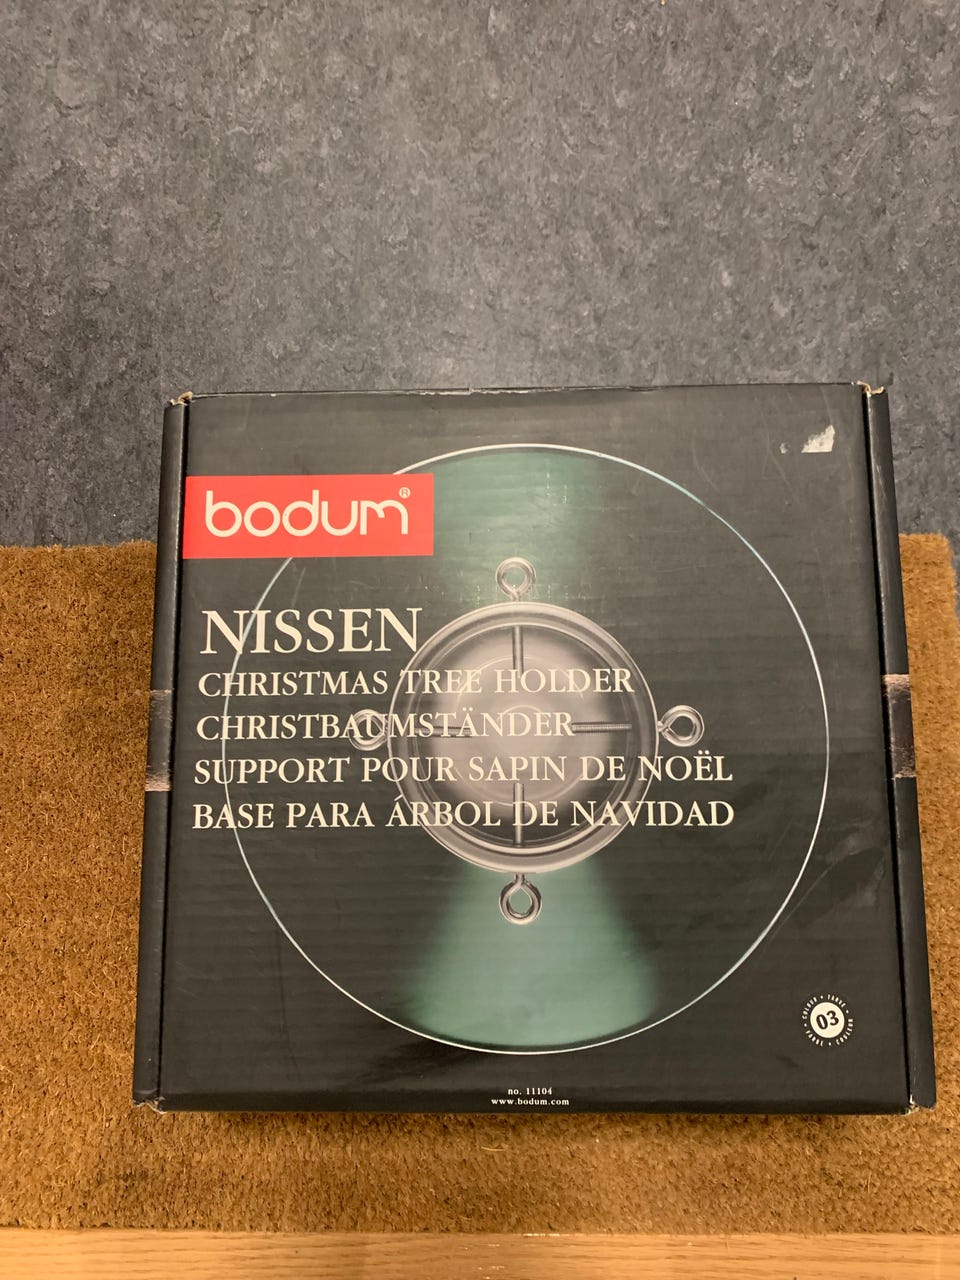 bodum®
NISSEN
CHRISTMAS TREE HOLDER
CHRISTBAUMSTÄNDER
SUPPORT POUR SAPIN DE NOËL
BASE PARA ÁRBOL DE NAVIDAD
03
no. 11104
www.bodum.com